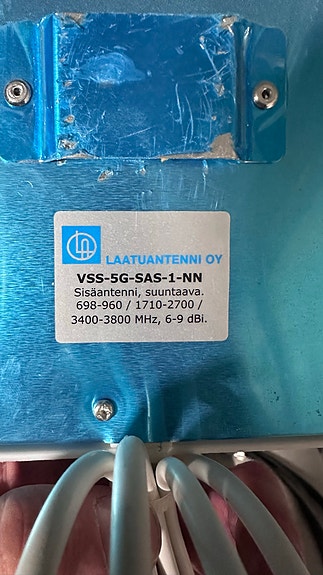 LAATUANTENNI OY
VSS-5G-SAS-1-NN
Sisäantenni, suuntaava.
698-960 / 1710-2700 /
3400-3800 MHz, 6-9 dBi.